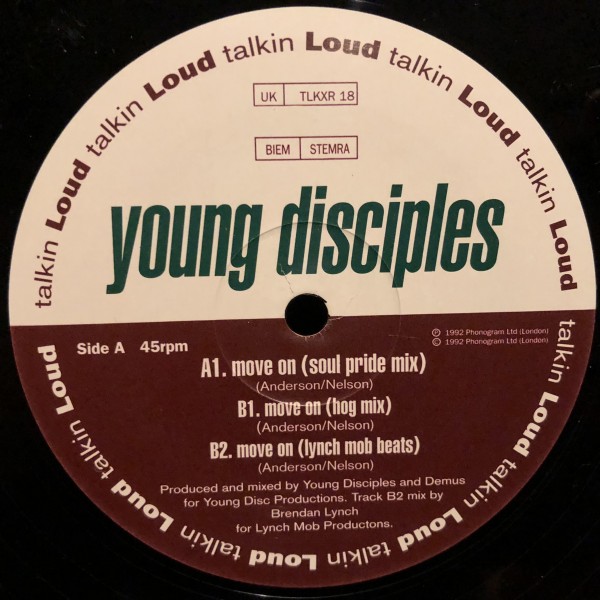 talkin Loud talkin Loud talkin Loud talkin Loud talkin Loud talkin Loud talkin Loud talkin Loud talkin Loud
UK TLKXR 18
BIEM STEMRA
young disciples
℗ 1992 Phonogram Ltd (London)
© 1992 Phonogram Ltd (London)
Side A 45rpm
A1. move on (soul pride mix)
(Anderson/Nelson)
B1. move on (hog mix)
(Anderson/Nelson)
B2. move on (lynch mob beats)
(Anderson/Nelson)
Produced and mixed by Young Disciples and Demus
for Young Disc Productions. Track B2 mix by
Brendan Lynch
for Lynch Mob Productons.